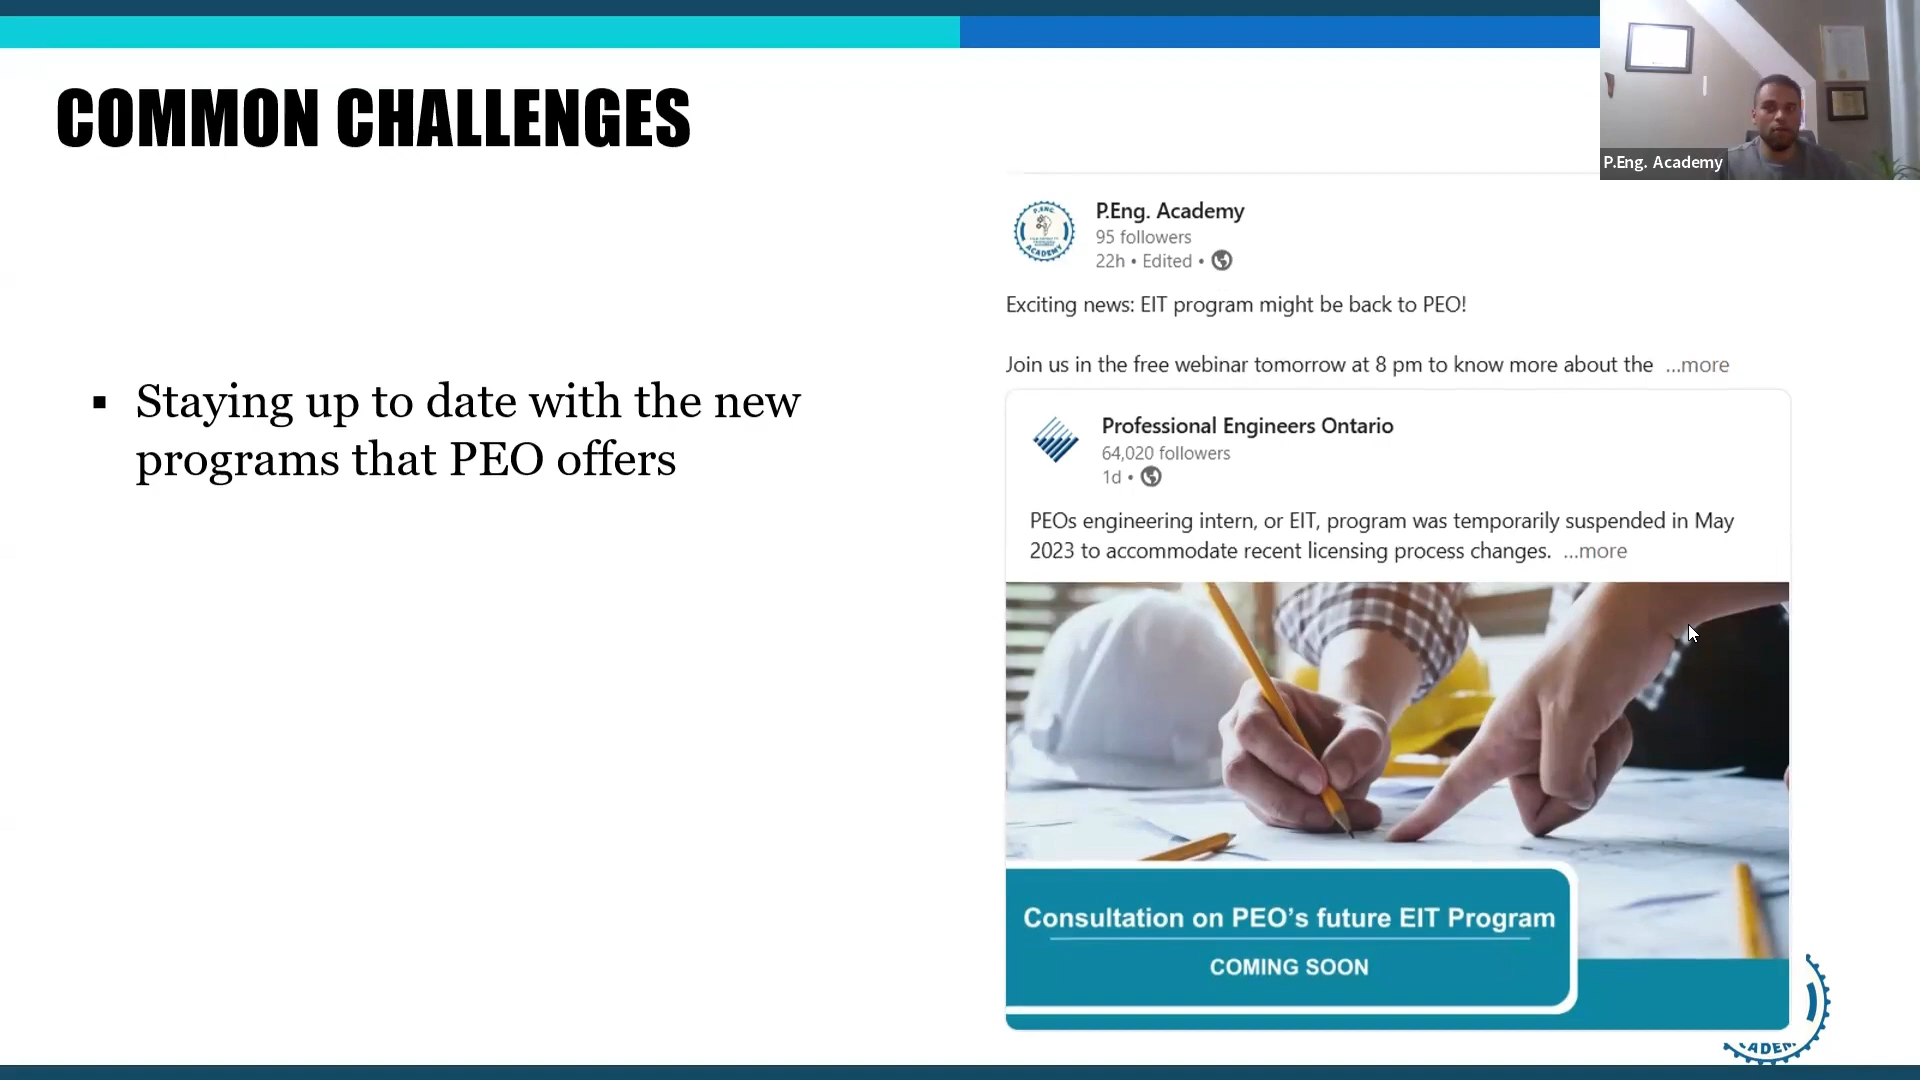 COMMON CHALLENGES
P.Eng. Academy
▪ Staying up to date with the new
programs that PEO offers
P.ENG.
ACADEMY
P.Eng. Academy
95 followers
22h • Edited •
Exciting news: EIT program might be back to PEO!
Join us in the free webinar tomorrow at 8 pm to know more about the ...more
Professional Engineers Ontario
64,020 followers
1d •
PEOs engineering intern, or EIT, program was temporarily suspended in May
2023 to accommodate recent licensing process changes. ...more
Consultation on PEO’s future EIT Program
COMING SOON